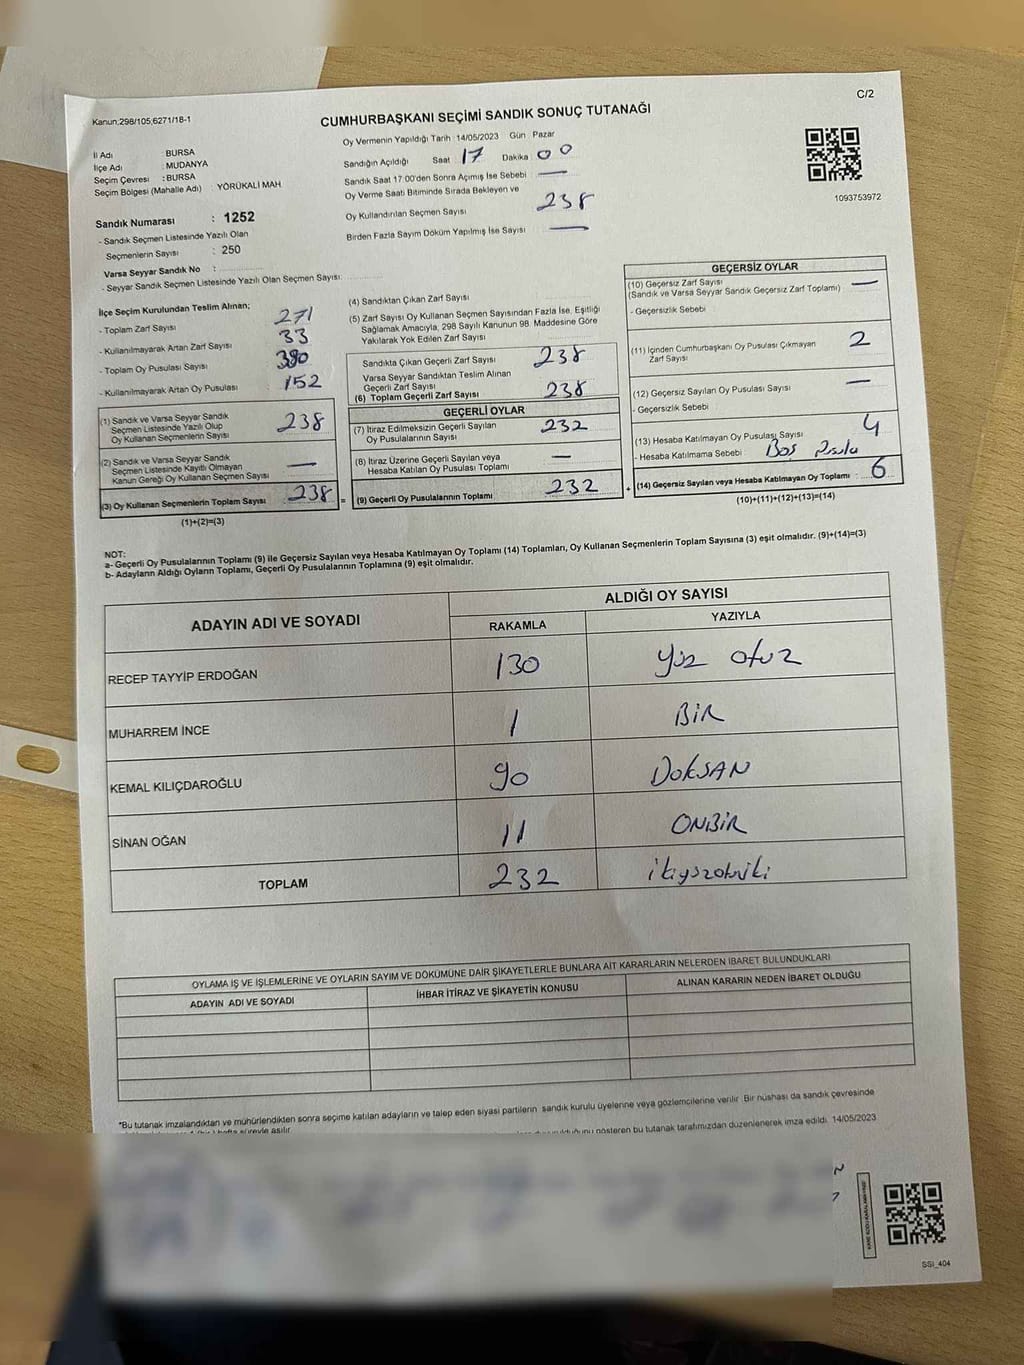 C/2
Kanun:298/105,6271/18-1
CUMHURBAŞKANI SEÇİMİ SANDIK SONUÇ TUTANAĞI
İl Adı : BURSA
İlçe Adı : MUDANYA
Seçim Çevresi : BURSA
Seçim Bölgesi (Mahalle Adı) : YÖRÜKALİ MAH
Sandık Numarası : 1252
- Sandık Seçmen Listesinde Yazılı Olan
Seçmenlerin Sayısı : 250
Varsa Seyyar Sandık No :
- Seyyar Sandık Seçmen Listesinde Yazılı Olan Seçmen Sayısı:
Oy Vermenin Yapıldığı Tarih 14/05/2023 Gün Pazar
Sandığın Açıldığı Saat 17 Dakika 00
Sandık Saat 17:00'den Sonra Açımış İse Sebebi —
Oy Verme Saati Bitiminde Sırada Bekleyen ve
Oy Kullandırılan Seçmen Sayısı 238
Birden Fazla Sayım Döküm Yapılmış İse Sayısı —
1093753972
İlçe Seçim Kurulundan Teslim Alınan;
- Toplam Zarf Sayısı 271
- Kullanılmayarak Artan Zarf Sayısı 33
- Toplam Oy Pusulası Sayısı 390
- Kullanılmayarak Artan Oy Pusulası 152
(1) Sandık ve Varsa Seyyar Sandık
Seçmen Listesinde Yazılı Olup
Oy Kullanan Seçmenlerin Sayısı 238
(2) Sandık ve Varsa Seyyar Sandık
Seçmen Listesinde Kayıtlı Olmayan
Kanun Gereği Oy Kullanan Seçmen Sayısı —
(3) Oy Kullanan Seçmenlerin Toplam Sayısı 238 =
(1)+(2)=(3)
(4) Sandıktan Çıkan Zarf Sayısı
(5) Zarf Sayısı Oy Kullanan Seçmen Sayısından Fazla İse, Eşitliği
Sağlamak Amacıyla, 298 Sayılı Kanunun 98. Maddesine Göre
Yakılarak Yok Edilen Zarf Sayısı
Sandıkta Çıkan Geçerli Zarf Sayısı 238
Varsa Seyyar Sandıktan Teslim Alınan
Geçerli Zarf Sayısı
(6) Toplam Geçerli Zarf Sayısı 238
GEÇERLİ OYLAR
(7) İtiraz Edilmeksizin Geçerli Sayılan
Oy Pusulalarının Sayısı 232
(8) İtiraz Üzerine Geçerli Sayılan veya
Hesaba Katılan Oy Pusulası Toplamı —
(9) Geçerli Oy Pusulalarının Toplamı 232 +
GEÇERSİZ OYLAR
(10) Geçersiz Zarf Sayısı —
(Sandık ve Varsa Seyyar Sandık Geçersiz Zarf Toplamı)
- Geçersizlik Sebebi
(11) İçinden Cumhurbaşkanı Oy Pusulası Çıkmayan
Zarf Sayısı 2
(12) Geçersiz Sayılan Oy Pusulası Sayısı —
- Geçersizlik Sebebi
(13) Hesaba Katılmayan Oy Pusulası Sayısı 4
- Hesaba Katılmama Sebebi Boş Pusula
(14) Geçersiz Sayılan veya Hesaba Katılmayan Oy Toplamı : 6
(10)+(11)+(12)+(13)=(14)
NOT:
a- Geçerli Oy Pusulalarının Toplamı (9) ile Geçersiz Sayılan veya Hesaba Katılmayan Oy Toplamı (14) Toplamları, Oy Kullanan Seçmenlerin Toplam Sayısına (3) eşit olmalıdır. (9)+(14)=(3)
b- Adayların Aldığı Oyların Toplamı, Geçerli Oy Pusulalarının Toplamına (9) eşit olmalıdır.
ADAYIN ADI VE SOYADI
ALDIĞI OY SAYISI
RAKAMLA YAZIYLA
RECEP TAYYİP ERDOĞAN 130 Yüz otuz
MUHARREM İNCE 1 BİR
KEMAL KILIÇDAROĞLU 90 DOKSAN
SİNAN OĞAN 11 ONBİR
TOPLAM 232
OYLAMA İŞ VE İŞLEMLERİNE VE OYLARIN SAYIM VE DÖKÜMÜNE DAİR ŞİKAYETLERLE BUNLARA AİT KARARLARIN NELERDEN İBARET BULUNDUKLARI
ADAYIN ADI VE SOYADI İHBAR İTİRAZ VE ŞİKAYETİN KONUSU ALINAN KARARIN NEDEN İBARET OLDUĞU
*Bu tutanak imzalandıktan ve mühürlendikten sonra seçime katılan adayların ve talep eden siyasi partilerin sandık kurulu üyelerine veya gözlemcilerine verilir. Bir nüshası da sandık çevresinde
süreyle asılır. gösteren bu tutanak tarafımızdan düzenlenerek imza edildi. 14/05/2023
SSI_404